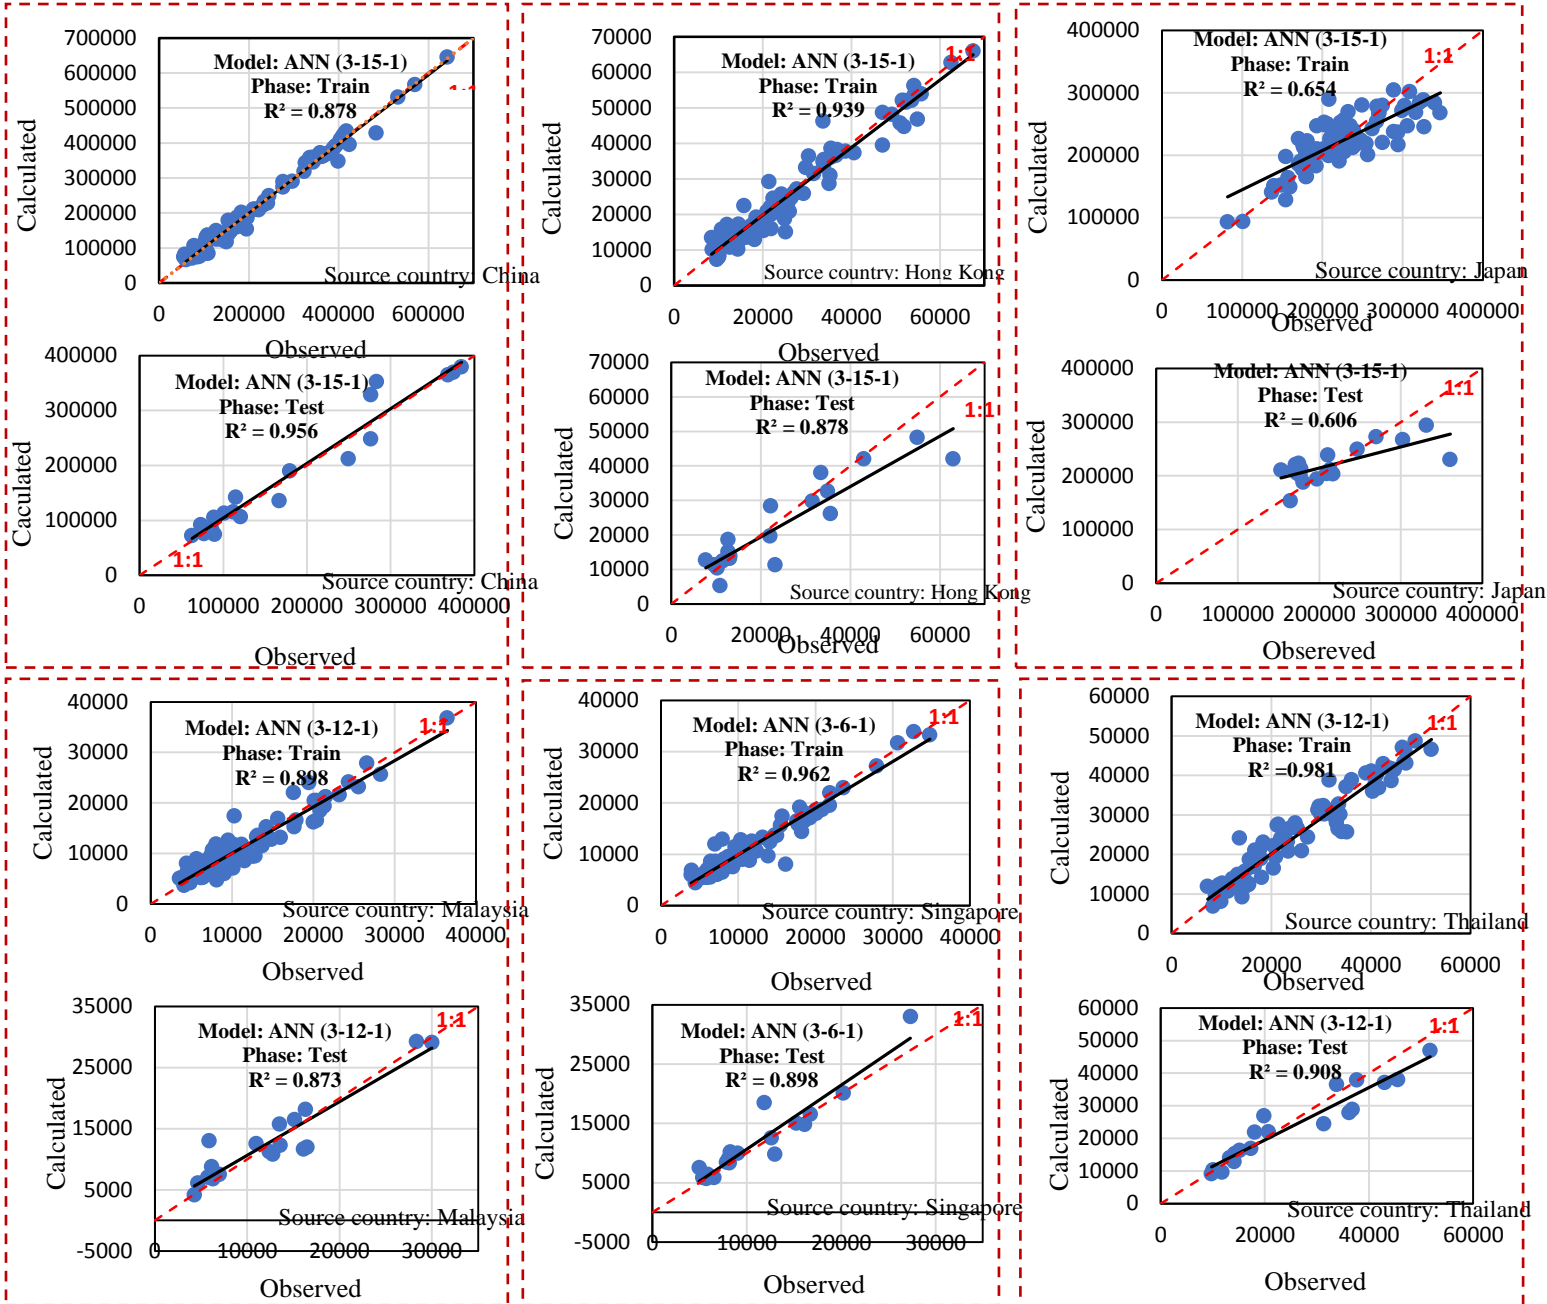 700000
600000
500000
400000
300000
200000
100000
0
Calculated
Model: ANN (3-15-1)
Phase: Train
R² = 0.878
Source country: China
0 200000 400000 600000
Observed
70000
60000
50000
40000
30000
20000
10000
0
Calculated
Model: ANN (3-15-1)
Phase: Train
R² = 0.939
1:1
Source country: Hong Kong
0 20000 40000 60000
Observed
400000
300000
200000
100000
0
Calculated
Model: ANN (3-15-1)
Phase: Train
R² = 0.654
1:1
Source country: Japan
0 100000 200000 300000 400000
Observed
400000
300000
200000
100000
0
Caculated
Model: ANN (3-15-1)
Phase: Test
R² = 0.956
1:1
Source country: China
0 100000 200000 300000 400000
Observed
70000
60000
50000
40000
30000
20000
10000
0
Calculated
Model: ANN (3-15-1)
Phase: Test
R² = 0.878
1:1
Source country: Hong Kong
0 20000 40000 60000
Observed
400000
300000
200000
100000
0
Calculated
Model: ANN (3-15-1)
Phase: Test
R² = 0.606
1:1
Source country: Japan
0 100000 200000 300000 400000
Obsereved
40000
30000
20000
10000
0
Calculated
Model: ANN (3-12-1)
Phase: Train
R² = 0.898
1:1
Source country: Malaysia
0 10000 20000 30000 40000
Observed
40000
30000
20000
10000
0
Calculated
Model: ANN (3-6-1)
Phase: Train
R² = 0.962
1:1
Source country: Singapore
0 10000 20000 30000 40000
Observed
60000
50000
40000
30000
20000
10000
0
Calculated
Model: ANN (3-12-1)
Phase: Train
R² =0.981
1:1
Source country: Thailand
0 20000 40000 60000
Observed
35000
25000
15000
5000
-5000
Calculated
Model: ANN (3-12-1)
Phase: Test
R² = 0.873
1:1
Source country: Malaysia
0 10000 20000 30000
Observed
35000
25000
15000
5000
-5000
Calculated
Model: ANN (3-6-1)
Phase: Test
R² = 0.898
1:1
Source country: Singapore
0 10000 20000 30000
Observed
60000
50000
40000
30000
20000
10000
0
Calculated
Model: ANN (3-12-1)
Phase: Test
R² = 0.908
1:1
Source country: Thailand
0 20000 40000 60000
Observed